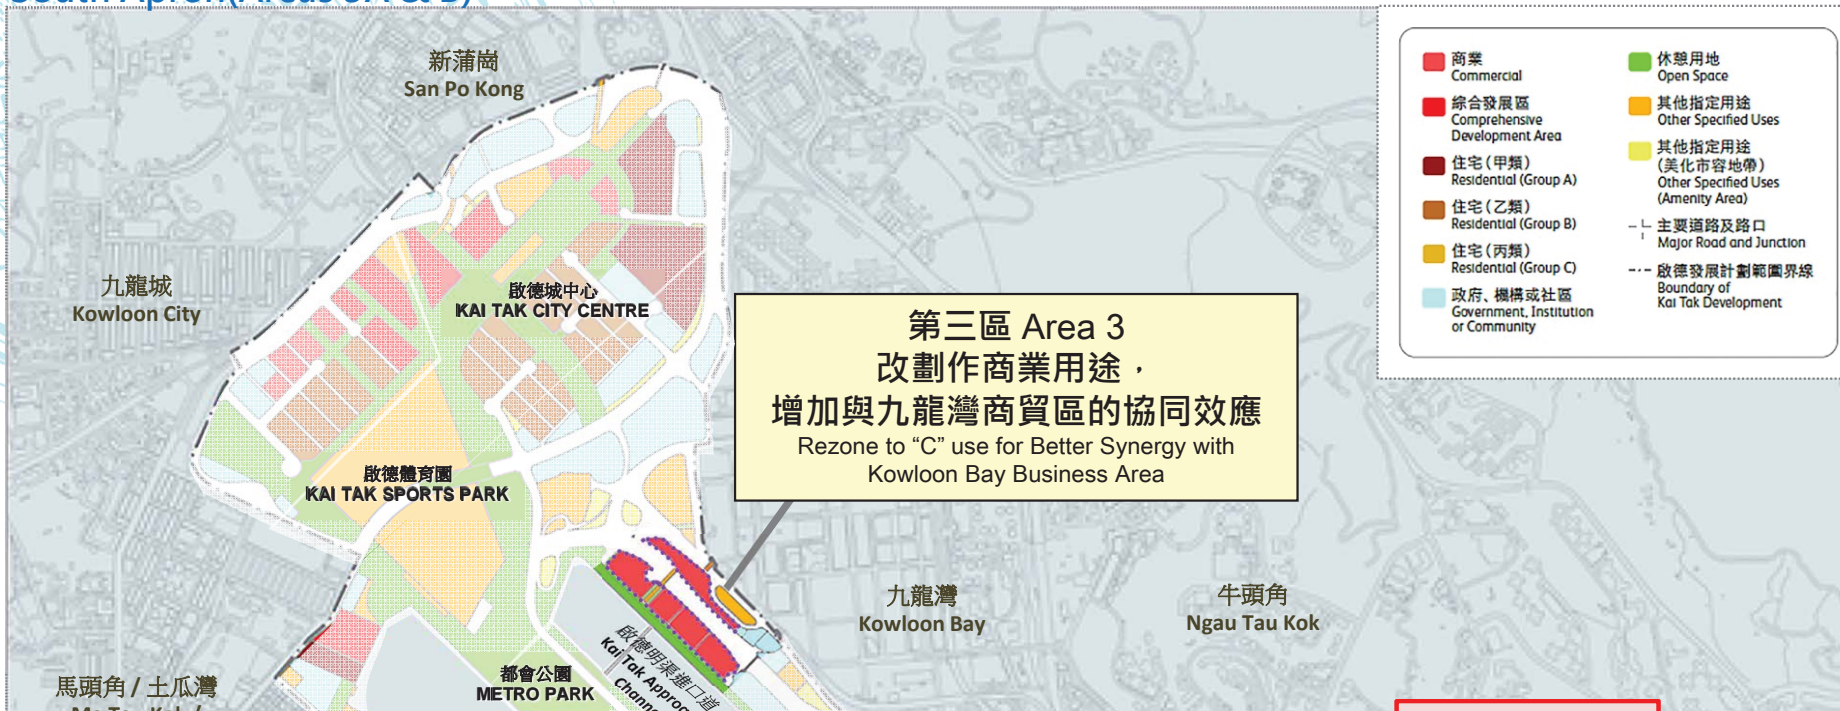 South Apron(Areas 3A & B)
新蒲崗
San Po Kong
九龍城
Kowloon City
啟德城中心
KAI TAK CITY CENTRE
啟德體育園
KAI TAK SPORTS PARK
第三區 Area 3
改劃作商業用途，
增加與九龍灣商貿區的協同效應
Rezone to “C” use for Better Synergy with
Kowloon Bay Business Area
九龍灣
Kowloon Bay
牛頭角
Ngau Tau Kok
都會公園
METRO PARK
啟德明渠進口道
Kai Tak Approach
Channel
馬頭角 / 土瓜灣
Ma Tau Kok /
商業
Commercial
綜合發展區
Comprehensive
Development Area
住宅(甲類)
Residential (Group A)
住宅(乙類)
Residential (Group B)
住宅(丙類)
Residential (Group C)
政府、機構或社區
Government, Institution
or Community
休憩用地
Open Space
其他指定用途
Other Specified Uses
其他指定用途
(美化市容地帶)
Other Specified Uses
(Amenity Area)
主要道路及路口
Major Road and Junction
啟德發展計劃範圍界線
Boundary of
Kai Tak Development